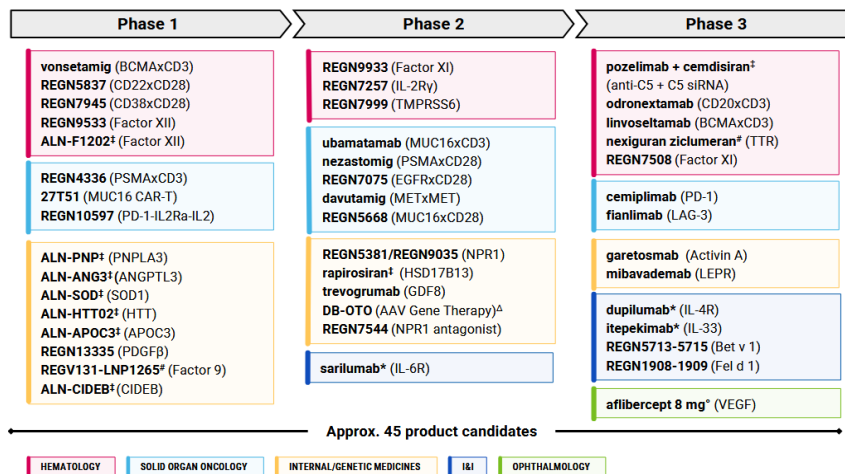 Phase 1
Phase 2
Phase 3
vonsetamig (BCMAxCD3)
REGN5837 (CD22xCD28)
REGN7945 (CD38xCD28)
REGN9533 (Factor XI)
ALN-F1202‡ (Factor XII)
REGN4336 (PSMAxCD3)
27T51 (MUC16 CAR-T)
REGN10597 (PD-1-IL2Ra-IL2)
ALN-PNP‡ (PNPLA3)
ALN-ANG3‡ (ANGPTL3)
ALN-SOD‡ (SOD1)
ALN-HTT02‡ (HTT)
ALN-APOC3‡ (APOC3)
REGN13335 (PDGFβ)
REGV131-LNP1265# (Factor 9)
ALN-CIDEB‡ (CIDEB)
REGN9933 (Factor XI)
REGN7257 (IL-2Rγ)
REGN7999 (TMPRSS6)
ubamatamab (MUC16xCD3)
nezastomig (PSMAxCD28)
REGN7075 (EGFRxCD28)
davutamig (METxMET)
REGN5668 (MUC16xCD28)
REGN5381/REGN9035 (NPR1)
rapirosiran‡ (HSD17B13)
trevogrumab (GDF8)
DB-OTO (AAV Gene Therapy)Δ
REGN7544 (NPR1 antagonist)
sarilumab* (IL-6R)
pozelimab + cemdisiran‡
(anti-C5 + C5 siRNA)
odronextamab (CD20xCD3)
linvoseltamab (BCMAxCD3)
nexiguran ziclumeran# (TTR)
REGN7508 (Factor XI)
cemiplimab (PD-1)
fianlimab (LAG-3)
garetosmab (Activin A)
mibavademab (LEPR)
dupilumab* (IL-4R)
itepekimab* (IL-33)
REGN5713-5715 (Bet v 1)
REGN1908-1909 (Fel d 1)
aflibercept 8 mg° (VEGF)
Approx. 45 product candidates
HEMATOLOGY
SOLID ORGAN ONCOLOGY
INTERNAL/GENETIC MEDICINES
I&I
OPHTHALMOLOGY